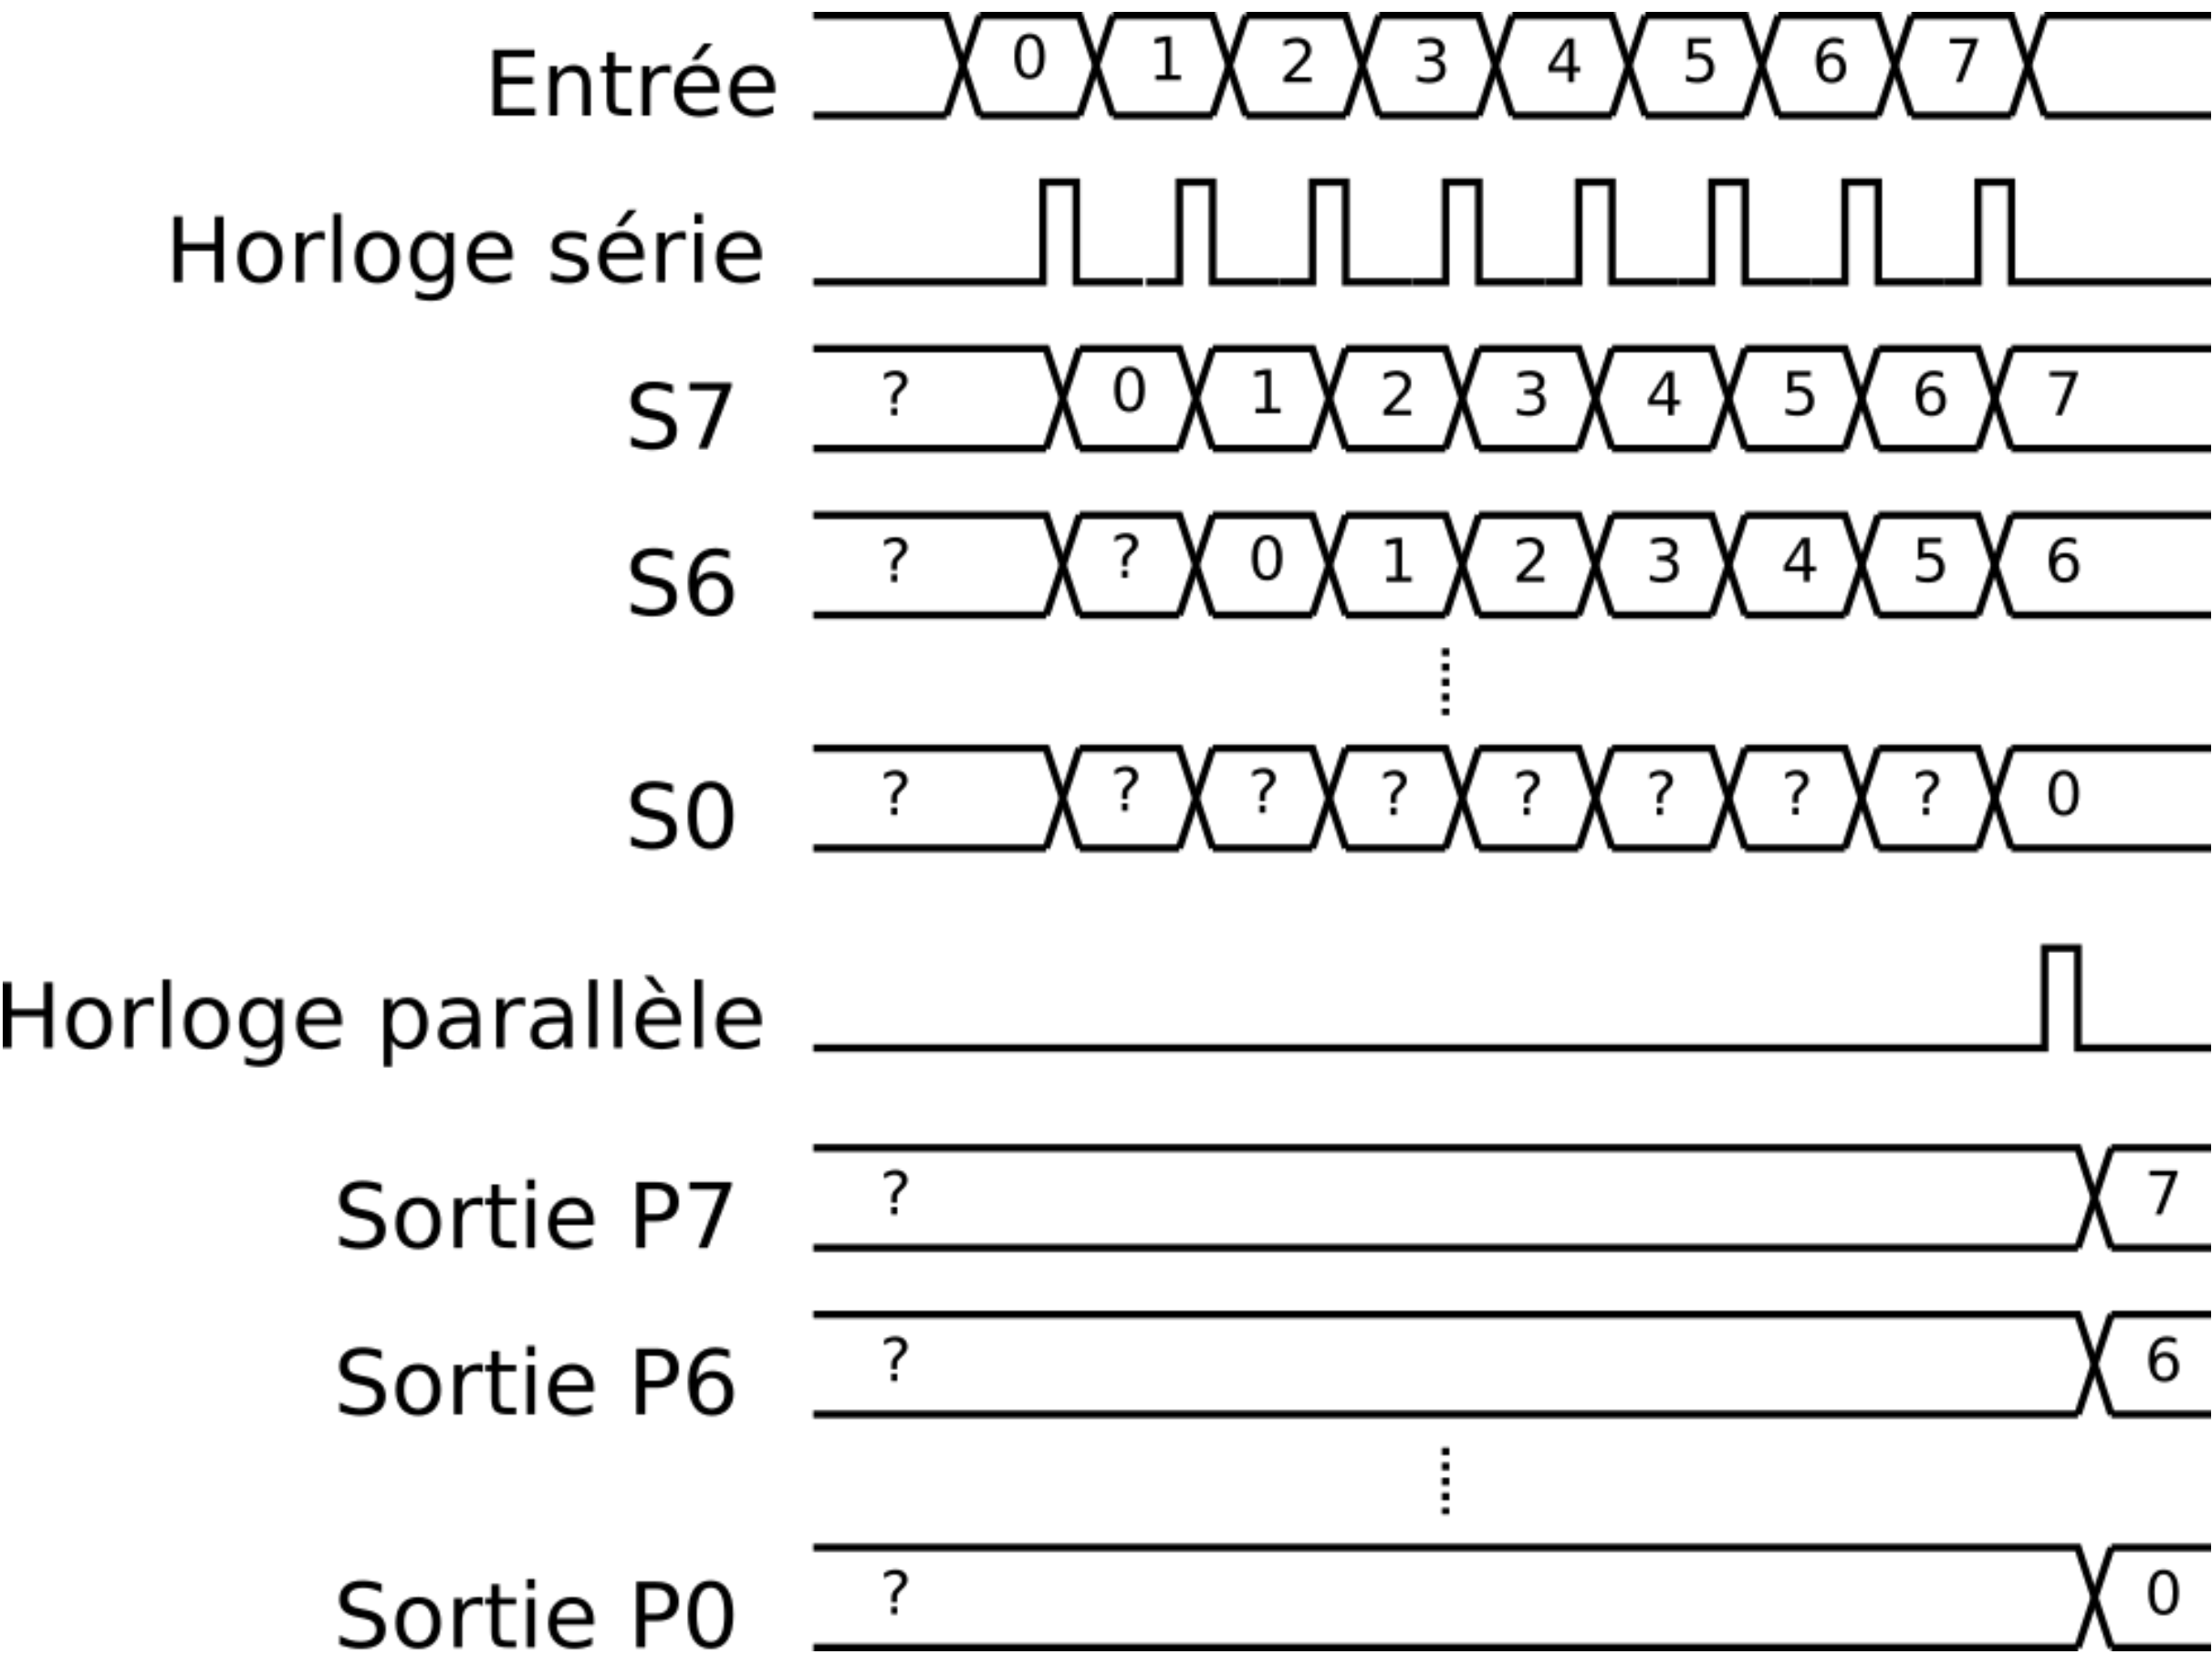 Entrée 0 1 2 3 4 5 6 7
Horloge série
S7 ? 0 1 2 3 4 5 6 7
S6 ? ? 0 1 2 3 4 5 6
S0 ? ? ? ? ? ? ? ? 0
Horloge parallèle
Sortie P7 ? 7
Sortie P6 ? 6
Sortie P0 ? 0